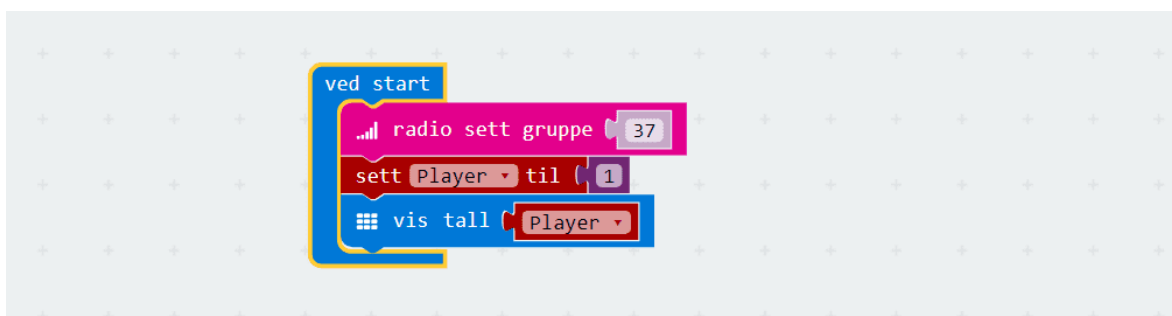 ved start
radio sett gruppe 37
sett Player til 1
vis tall Player